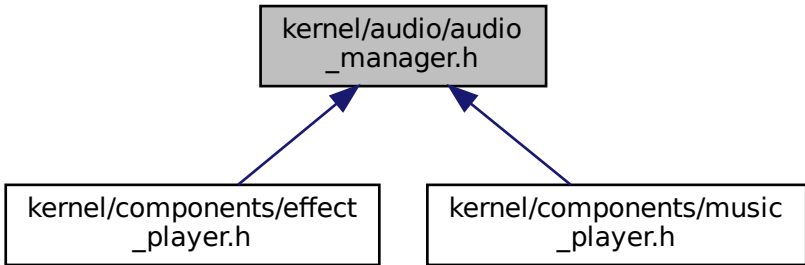 kernel/audio/audio
_manager.h
kernel/components/effect
_player.h
kernel/components/music
_player.h